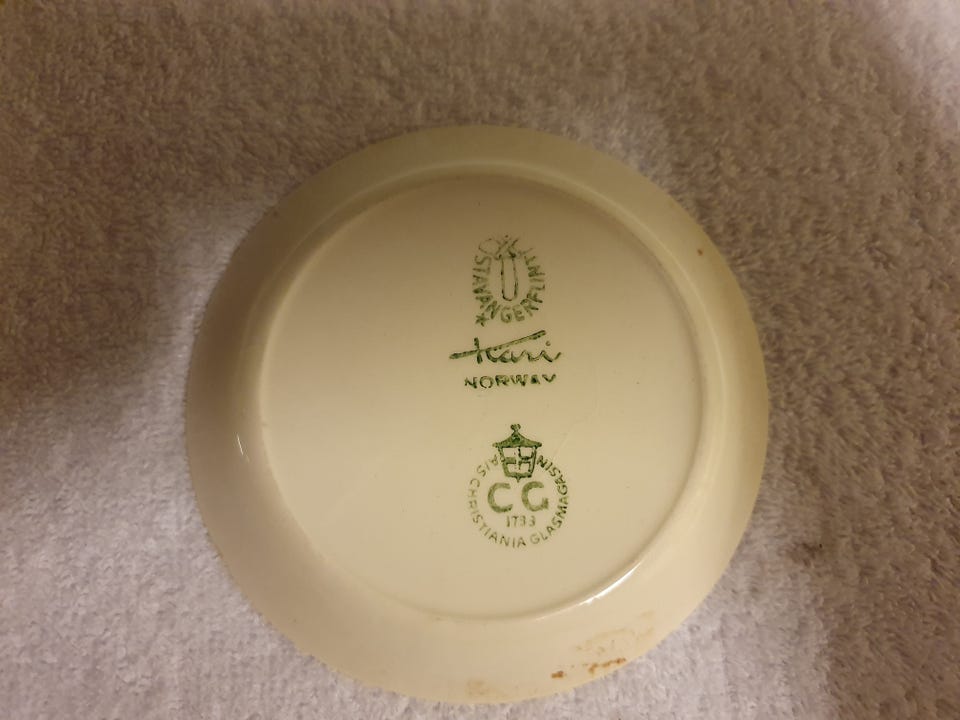 STAVANGERFLINT
Kari
NORWAY
A/S CHRISTIANIA GLASMAGASIN
CG
1739